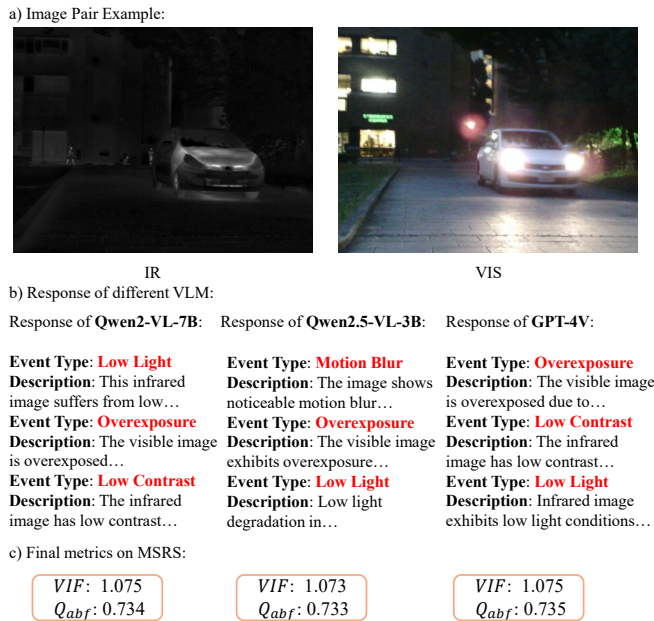 a) Image Pair Example:
IR
VIS
b) Response of different VLM:
Response of Qwen2-VL-7B:
Event Type: Low Light
Description: This infrared
image suffers from low…
Event Type: Overexposure
Description: The visible image
is overexposed…
Event Type: Low Contrast
Description: The infrared
image has low contrast…
Response of Qwen2.5-VL-3B:
Event Type: Motion Blur
Description: The image shows
noticeable motion blur…
Event Type: Overexposure
Description: The visible image
exhibits overexposure…
Event Type: Low Light
Description: Low light
degradation in…
Response of GPT-4V:
Event Type: Overexposure
Description: The visible image
is overexposed due to…
Event Type: Low Contrast
Description: The infrared
image has low contrast…
Event Type: Low Light
Description: Infrared image
exhibits low light conditions…
c) Final metrics on MSRS:
VIF: 1.075
Qabf: 0.734
VIF: 1.073
Qabf: 0.733
VIF: 1.075
Qabf: 0.735